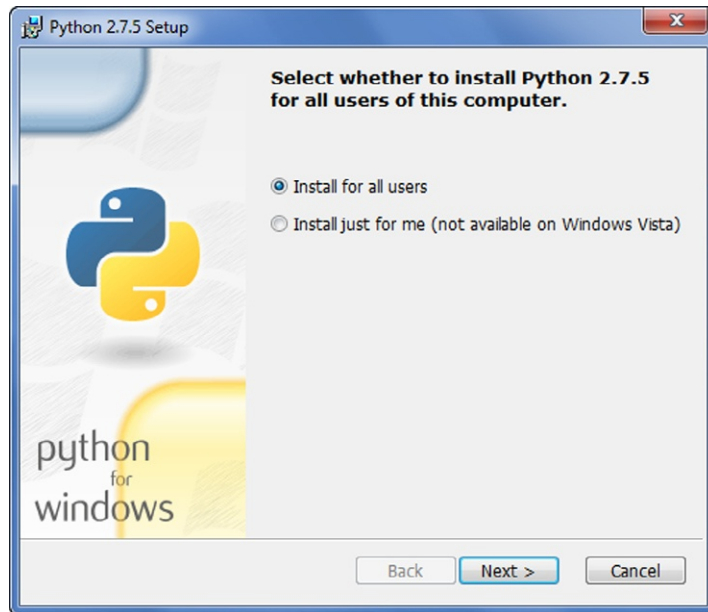 Python 2.7.5 Setup
Select whether to install Python 2.7.5
for all users of this computer.
Install for all users
Install just for me (not available on Windows Vista)
python
for
windows
Back
Next >
Cancel